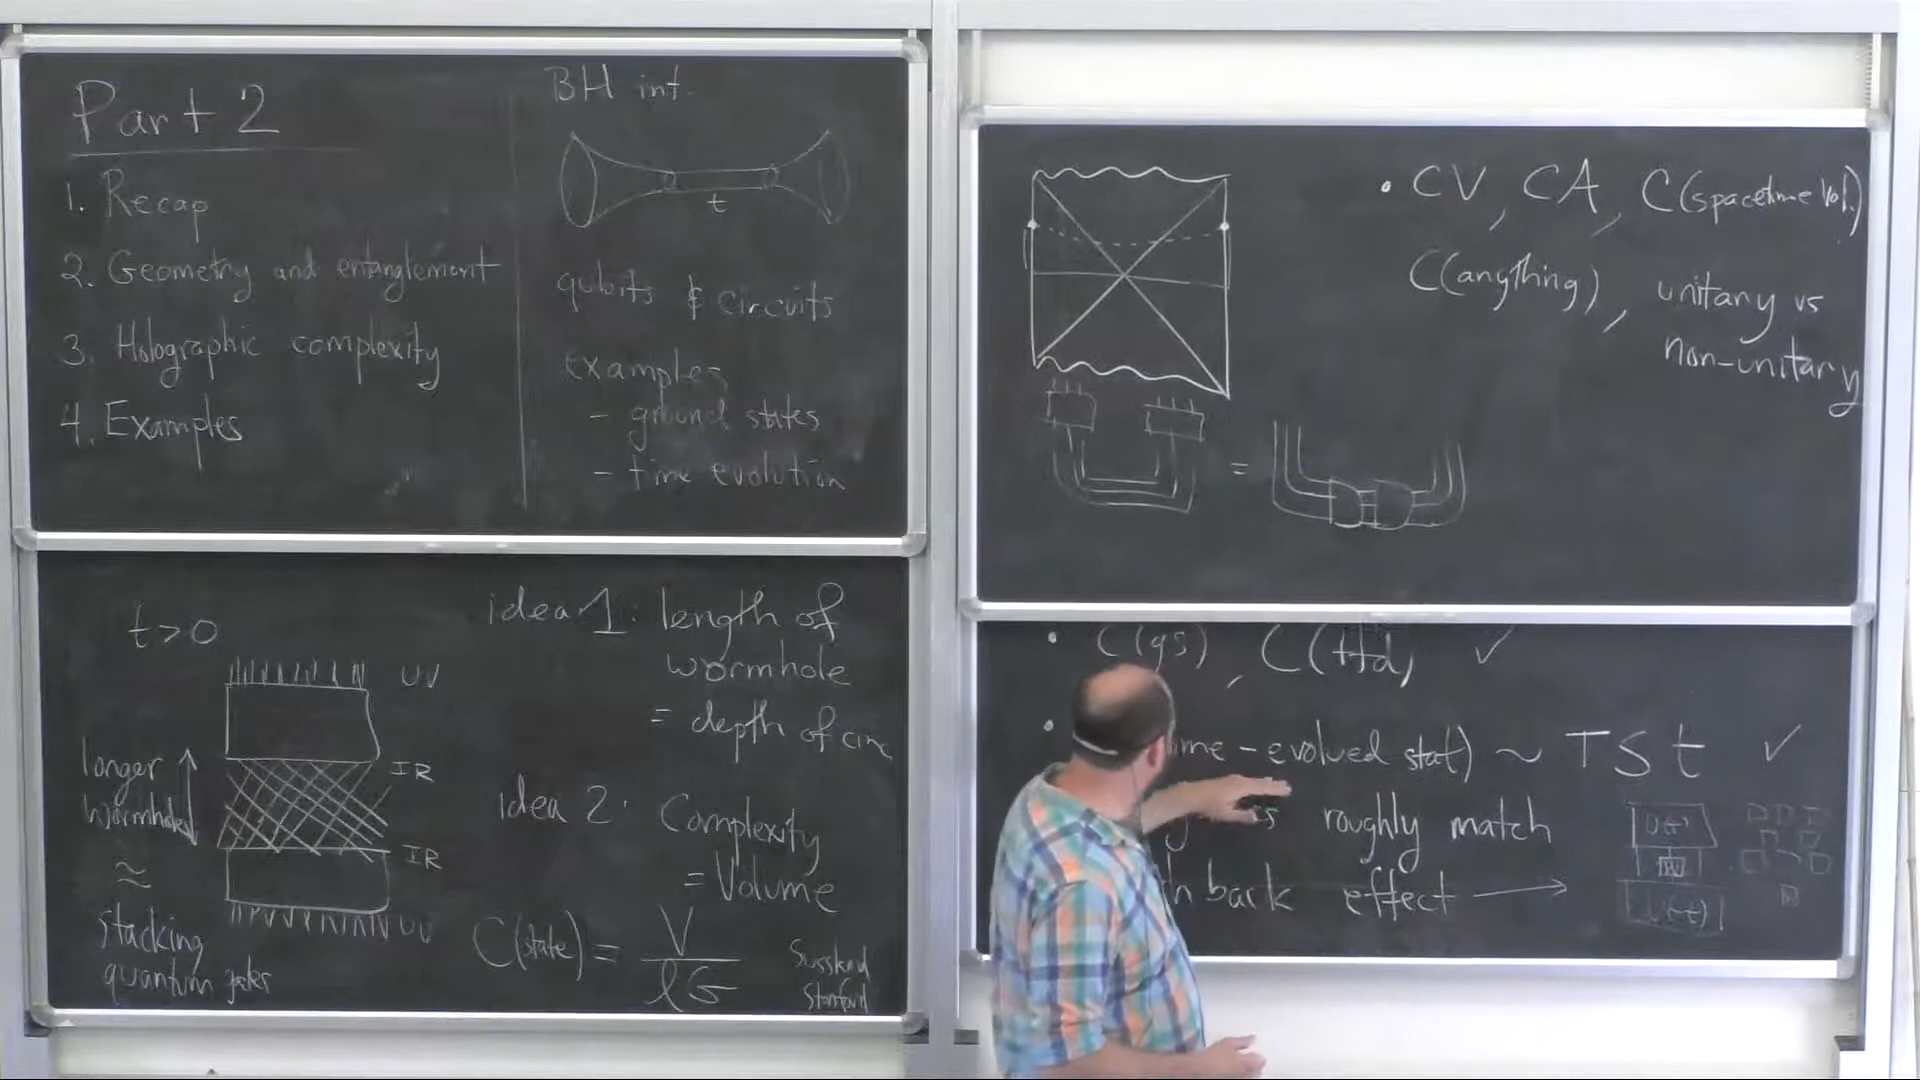 Part 2
1. Recap
2. Geometry and entanglement
3. Holographic complexity
4. Examples
BH int.
t
qubits & circuits
examples
- ground states
- time evolution
t > 0
UV
longer
wormhole
IR
IR
≈
UV
stacking
quantum gates
idea 1: length of
wormhole
= depth of circ
idea 2: Complexity
= Volume
C(state) = V / lG
Susskind
Stanford
• CV, CA, C(spacetime Vol.)
C(anything), unitary vs
non-unitary
=
• C(gs), C(tfd) ✓
• time-evolved stat) ~ TSt ✓
roughly match
back effect →